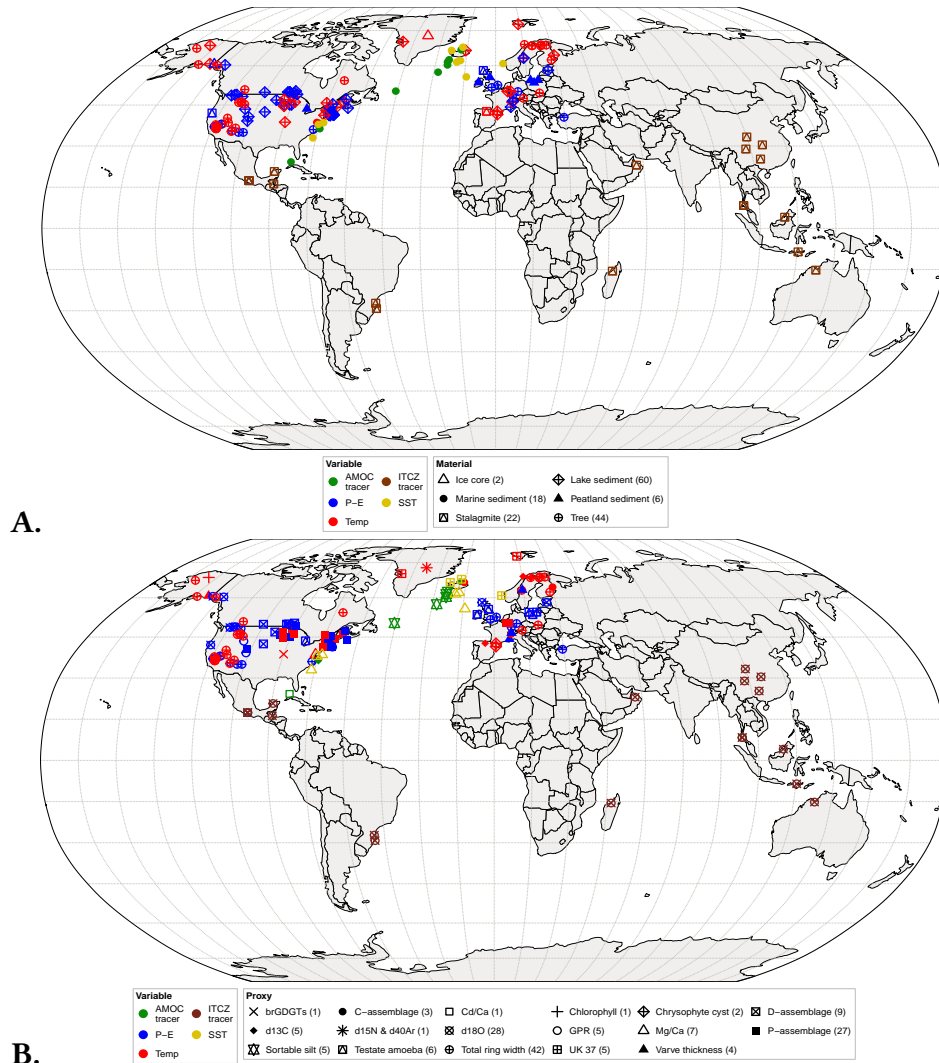 Variable
AMOC tracer
ITCZ tracer
P−E
SST
Temp
Material
Ice core (2)
Lake sediment (60)
Marine sediment (18)
Peatland sediment (6)
Stalagmite (22)
Tree (44)
A.
Variable
AMOC tracer
ITCZ tracer
P−E
SST
Temp
Proxy
brGDGTs (1)
C−assemblage (3)
Cd/Ca (1)
Chlorophyll (1)
Chrysophyte cyst (2)
D−assemblage (9)
d13C (5)
d15N & d40Ar (1)
d18O (28)
GPR (5)
Mg/Ca (7)
P−assemblage (27)
Sortable silt (5)
Testate amoeba (6)
Total ring width (42)
UK 37 (5)
Varve thickness (4)
B.